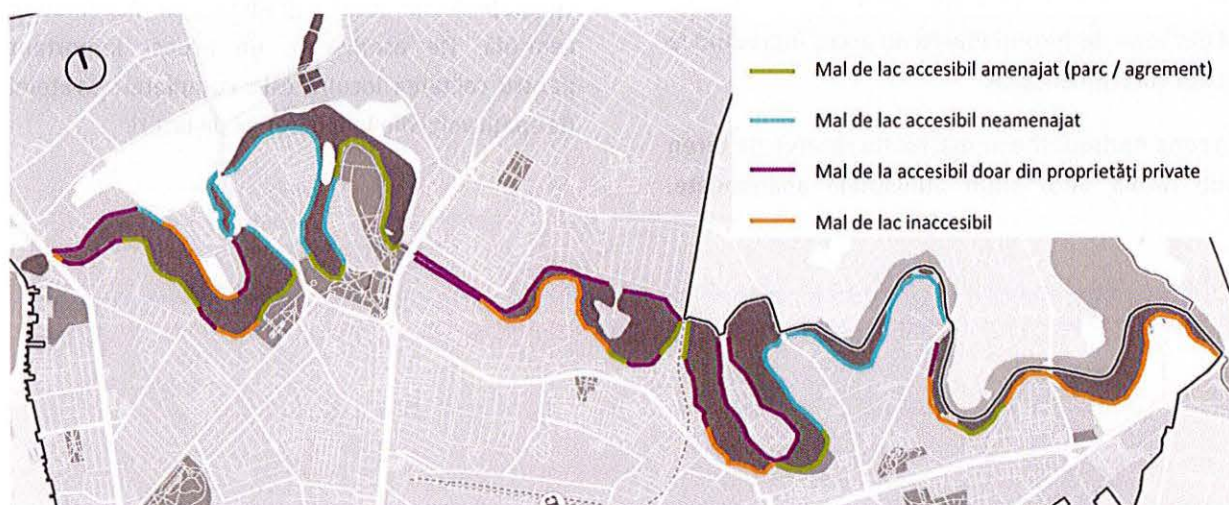 Mal de lac accesibil amenajat (parc / agrement)
Mal de lac accesibil neamenajat
Mal de la accesibil doar din proprietăți private
Mal de lac inaccesibil